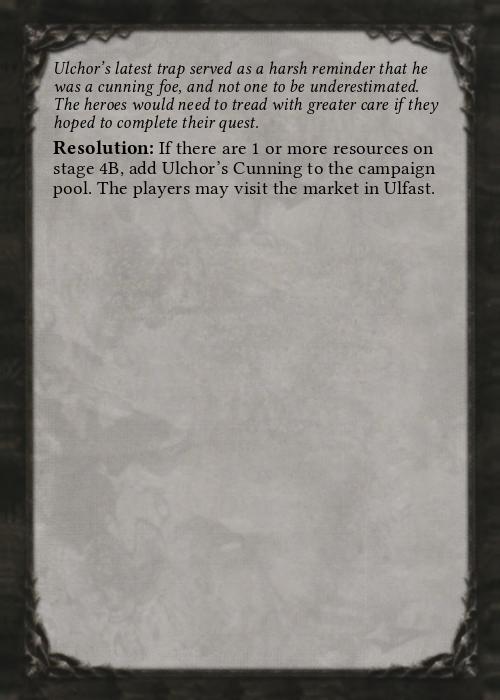 Ulchor's latest trap served as a harsh reminder that he
was a cunning foe, and not one to be underestimated.
The heroes would need to tread with greater care if they
hoped to complete their quest.
Resolution: If there are 1 or more resources on
stage 4B, add Ulchor's Cunning to the campaign
pool. The players may visit the market in Ulfast.